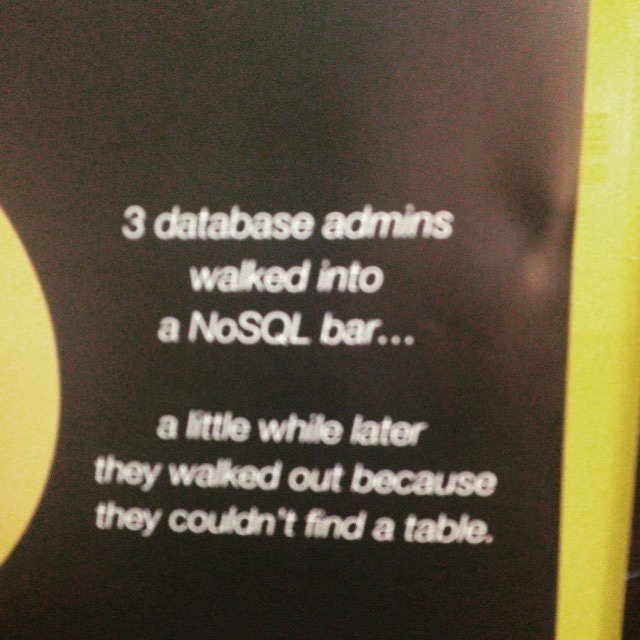 3 database admins
walked into
a NoSQL bar...
a little while later
they walked out because
they couldn't find a table.